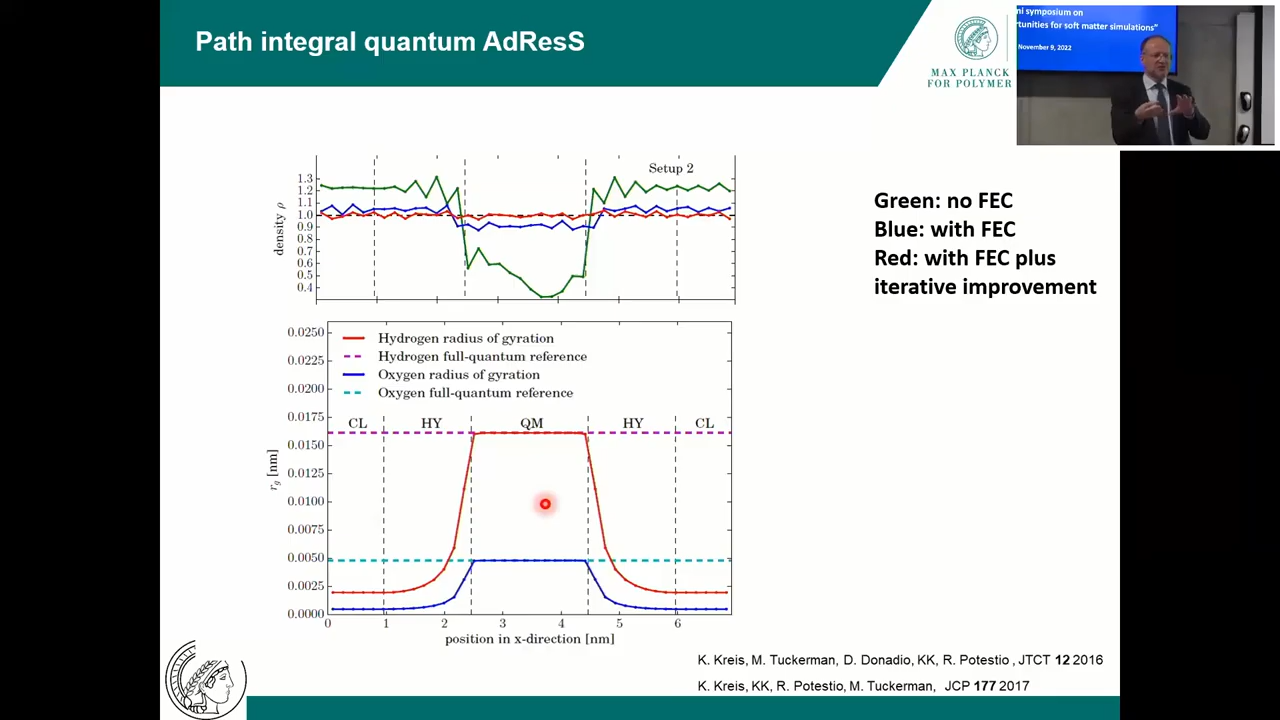 Path integral quantum AdResS
MAX PLANCK
FOR POLYMER
ni symposium on
rtunities for soft matter simulations”
November 9, 2022
Setup 2
1.3
1.2
1.1
1.0
0.9
0.8
0.7
0.6
0.5
0.4
density ρ
Green: no FEC
Blue: with FEC
Red: with FEC plus
iterative improvement
Hydrogen radius of gyration
Hydrogen full-quantum reference
Oxygen radius of gyration
Oxygen full-quantum reference
CL HY QM HY CL
0.0250
0.0225
0.0200
0.0175
0.0150
0.0125
0.0100
0.0075
0.0050
0.0025
0.0000
r_g [nm]
0 1 2 3 4 5 6
position in x-direction [nm]
K. Kreis, M. Tuckerman, D. Donadio, KK, R. Potestio , JTCT 12 2016
K. Kreis, KK, R. Potestio, M. Tuckerman, JCP 177 2017